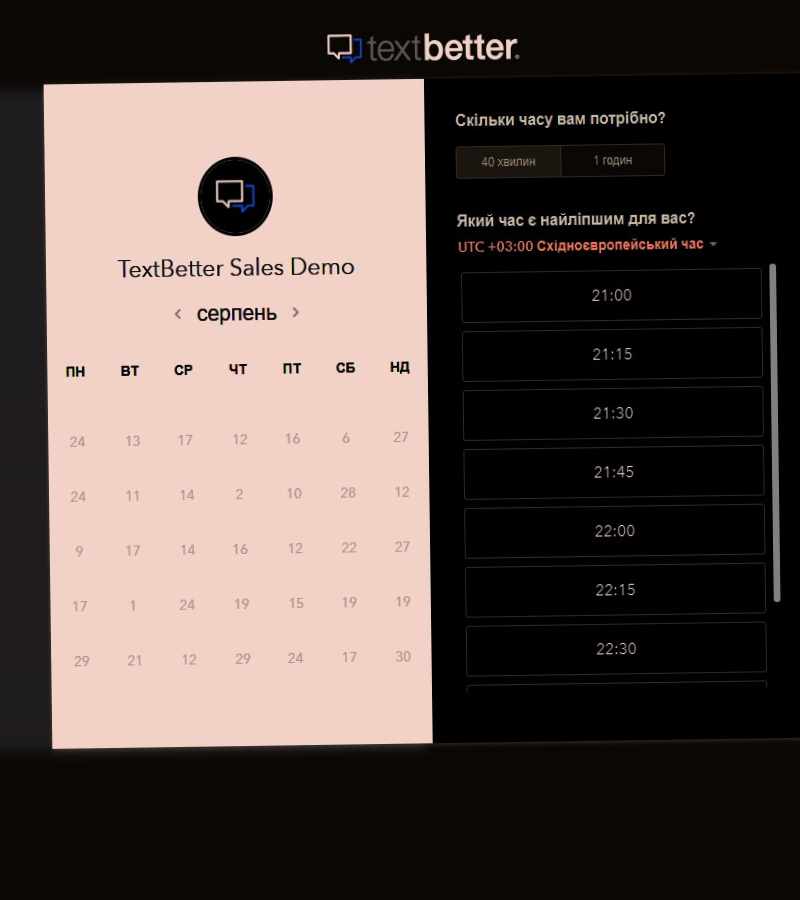 textbetter.
TextBetter Sales Demo
серпень
ПН ВТ СР ЧТ ПТ СБ НД
24 13 17 12 16 6 27
24 11 14 2 10 28 12
9 17 14 16 12 22 27
17 1 24 19 15 19 19
29 21 12 29 24 17 30
Скільки часу вам потрібно?
40 хвилин 1 годин
Який час є найліпшим для вас?
UTC +03:00 Східноєвропейський час
21:00
21:15
21:30
21:45
22:00
22:15
22:30